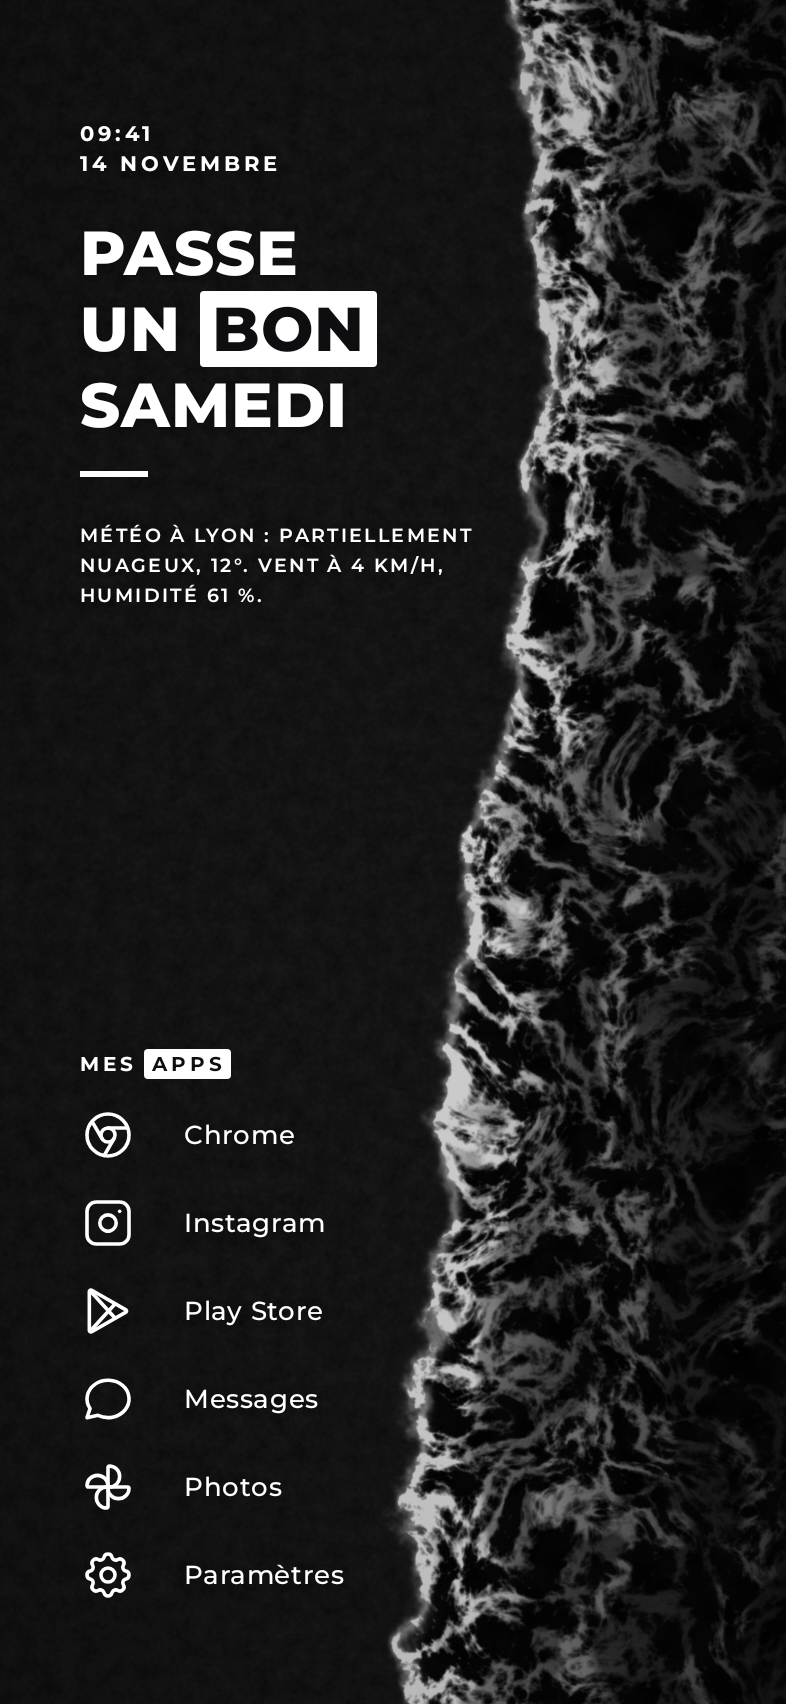 09:41
14 NOVEMBRE
PASSE
UN BON
SAMEDI
MÉTÉO À LYON : PARTIELLEMENT
NUAGEUX, 12°. VENT À 4 KM/H,
HUMIDITÉ 61 %.
MES APPS
Chrome
Instagram
Play Store
Messages
Photos
Paramètres